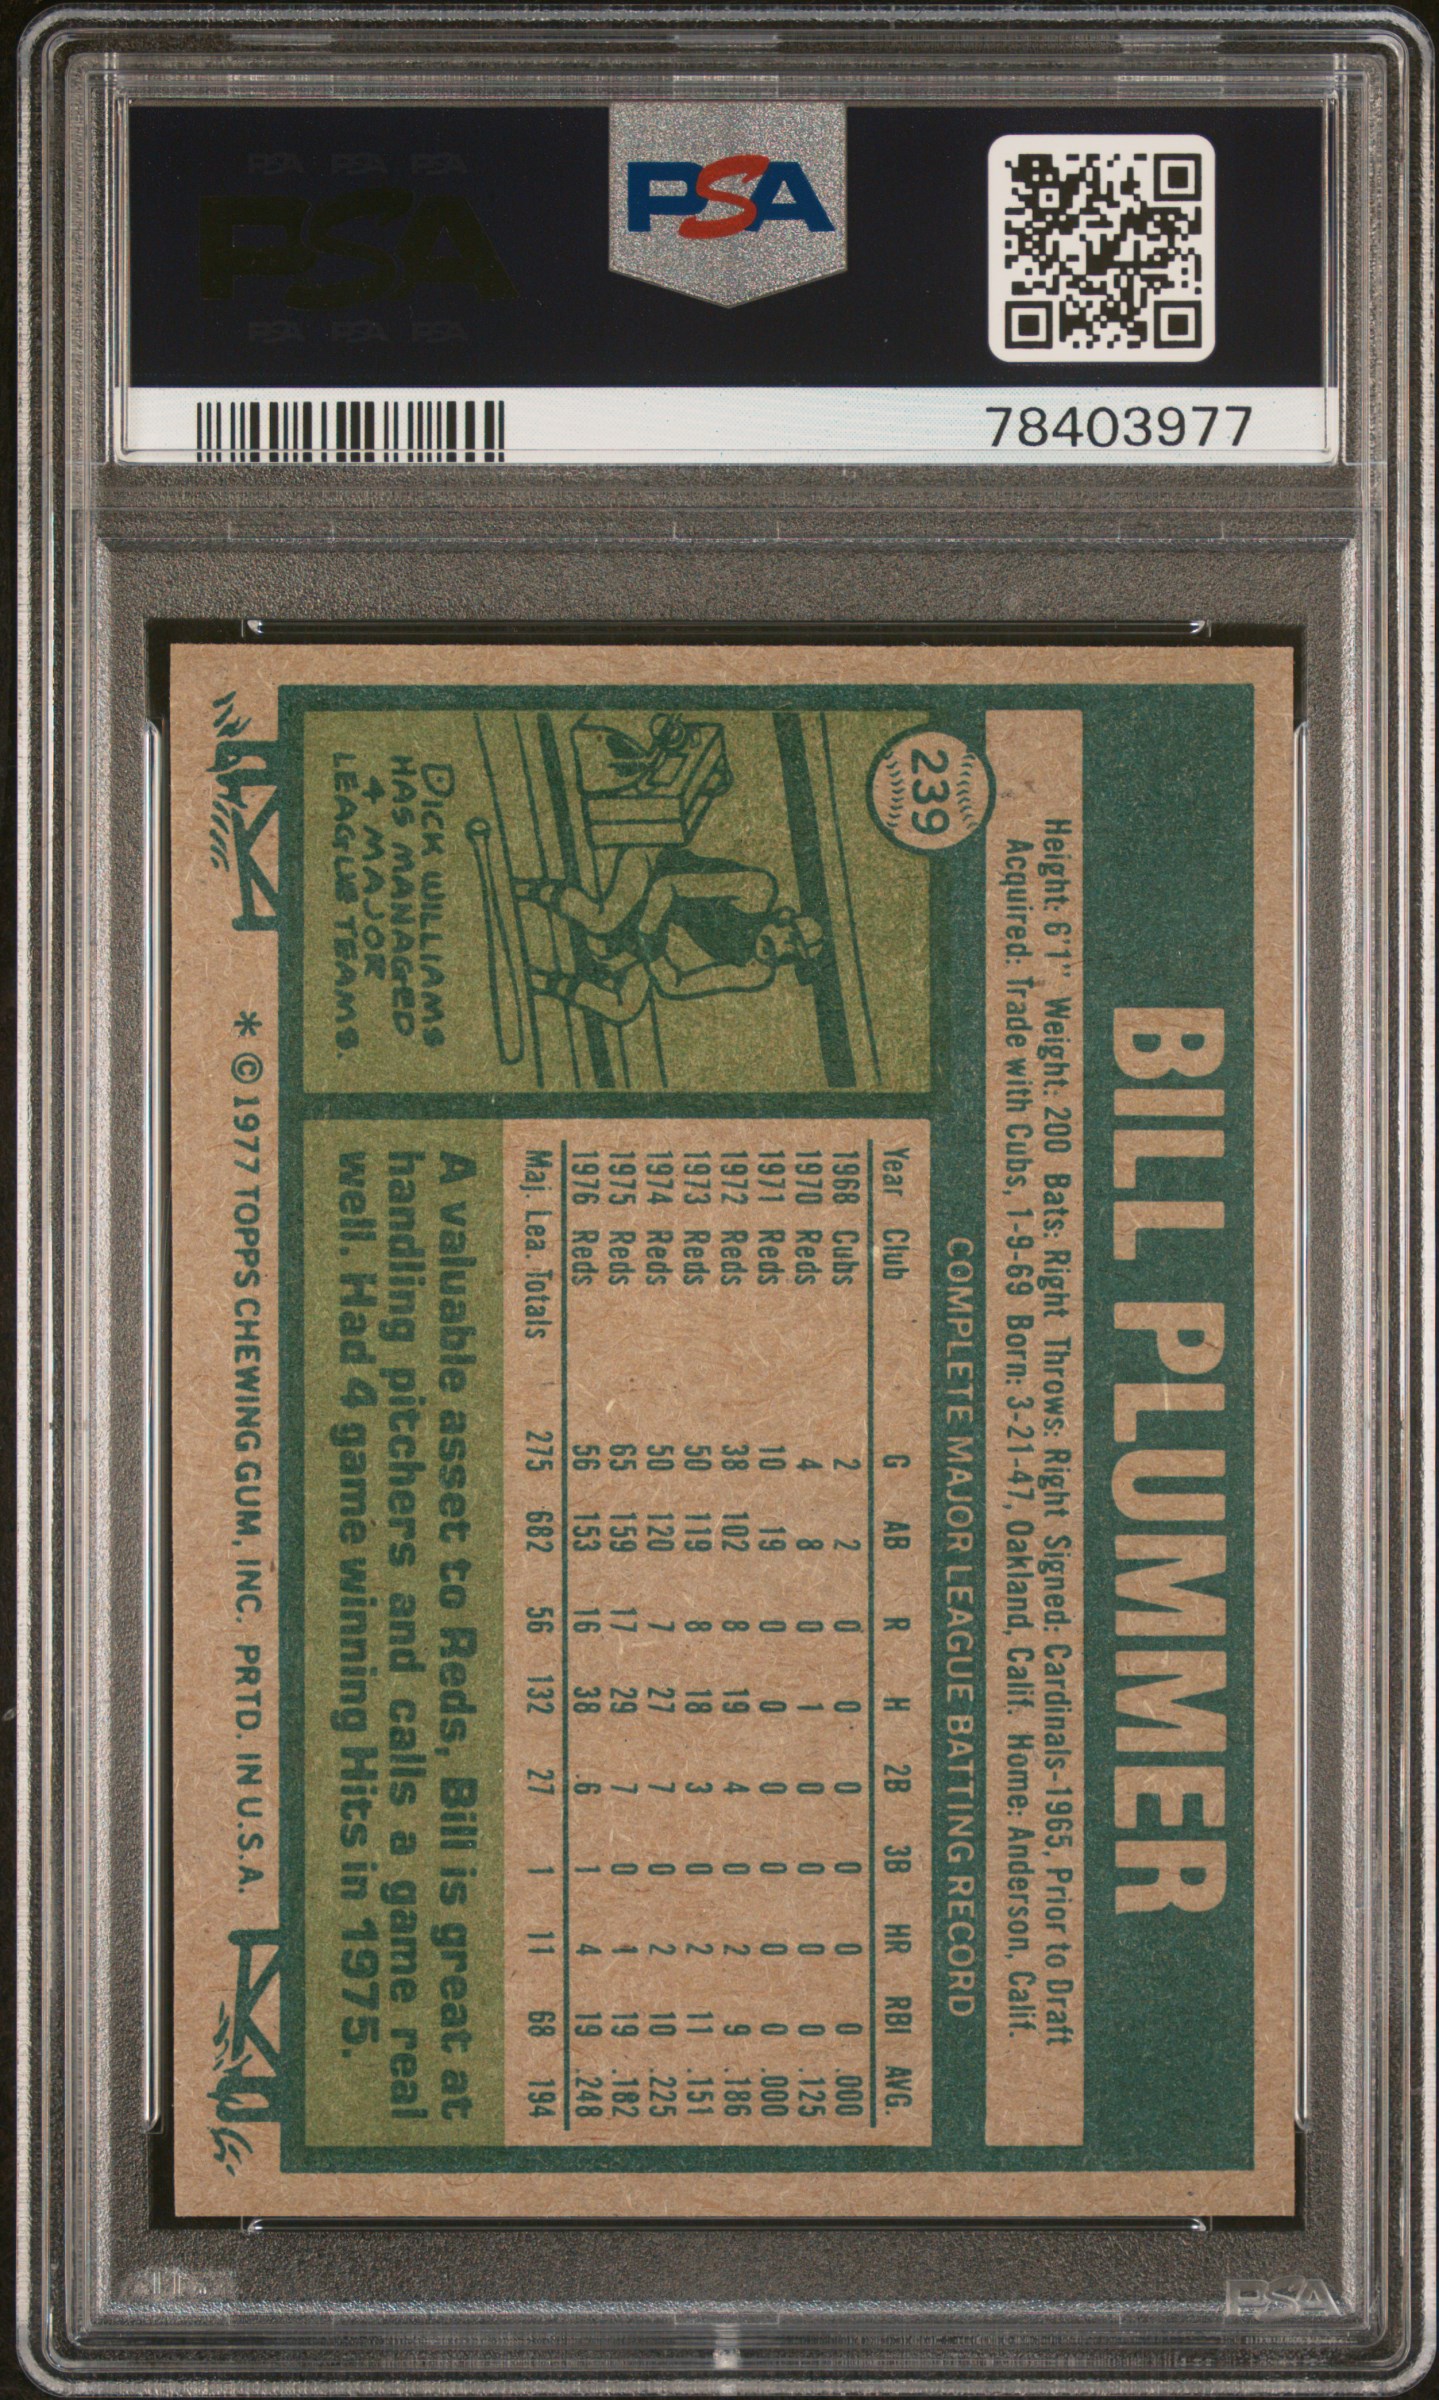 PSA PSA PSA
PSA
PSA PSA PSA
PSA
78403977
239
BILL PLUMMER
Height: 6'1" Weight: 200 Bats: Right Throws: Right Signed: Cardinals-1965, Prior to Draft
Acquired: Trade with Cubs, 1-9-69 Born: 3-21-47, Oakland, Calif. Home: Anderson, Calif.
COMPLETE MAJOR LEAGUE BATTING RECORD
Year Club G AB R H 2B 3B HR RBI AVG.
1968 Cubs 2 2 0 0 0 0 0 0 .000
1970 Reds 4 8 0 1 0 0 0 0 .125
1971 Reds 10 19 0 0 0 0 0 0 .000
1972 Reds 38 102 8 19 4 0 2 9 .186
1973 Reds 50 119 8 18 3 0 2 11 .151
1974 Reds 50 120 7 27 7 0 2 10 .225
1975 Reds 65 159 17 29 7 0 1 19 .182
1976 Reds 56 153 16 38 6 1 4 19 .248
Maj. Lea. Totals 275 682 56 132 27 1 11 68 194
DICK WILLIAMS
HAS MANAGED
4 MAJOR
LEAGUE TEAMS.
A valuable asset to Reds, Bill is great at
handling pitchers and calls a game real
well. Had 4 game winning Hits in 1975.
* © 1977 TOPPS CHEWING GUM, INC. PRTD. IN U.S.A.
PSA